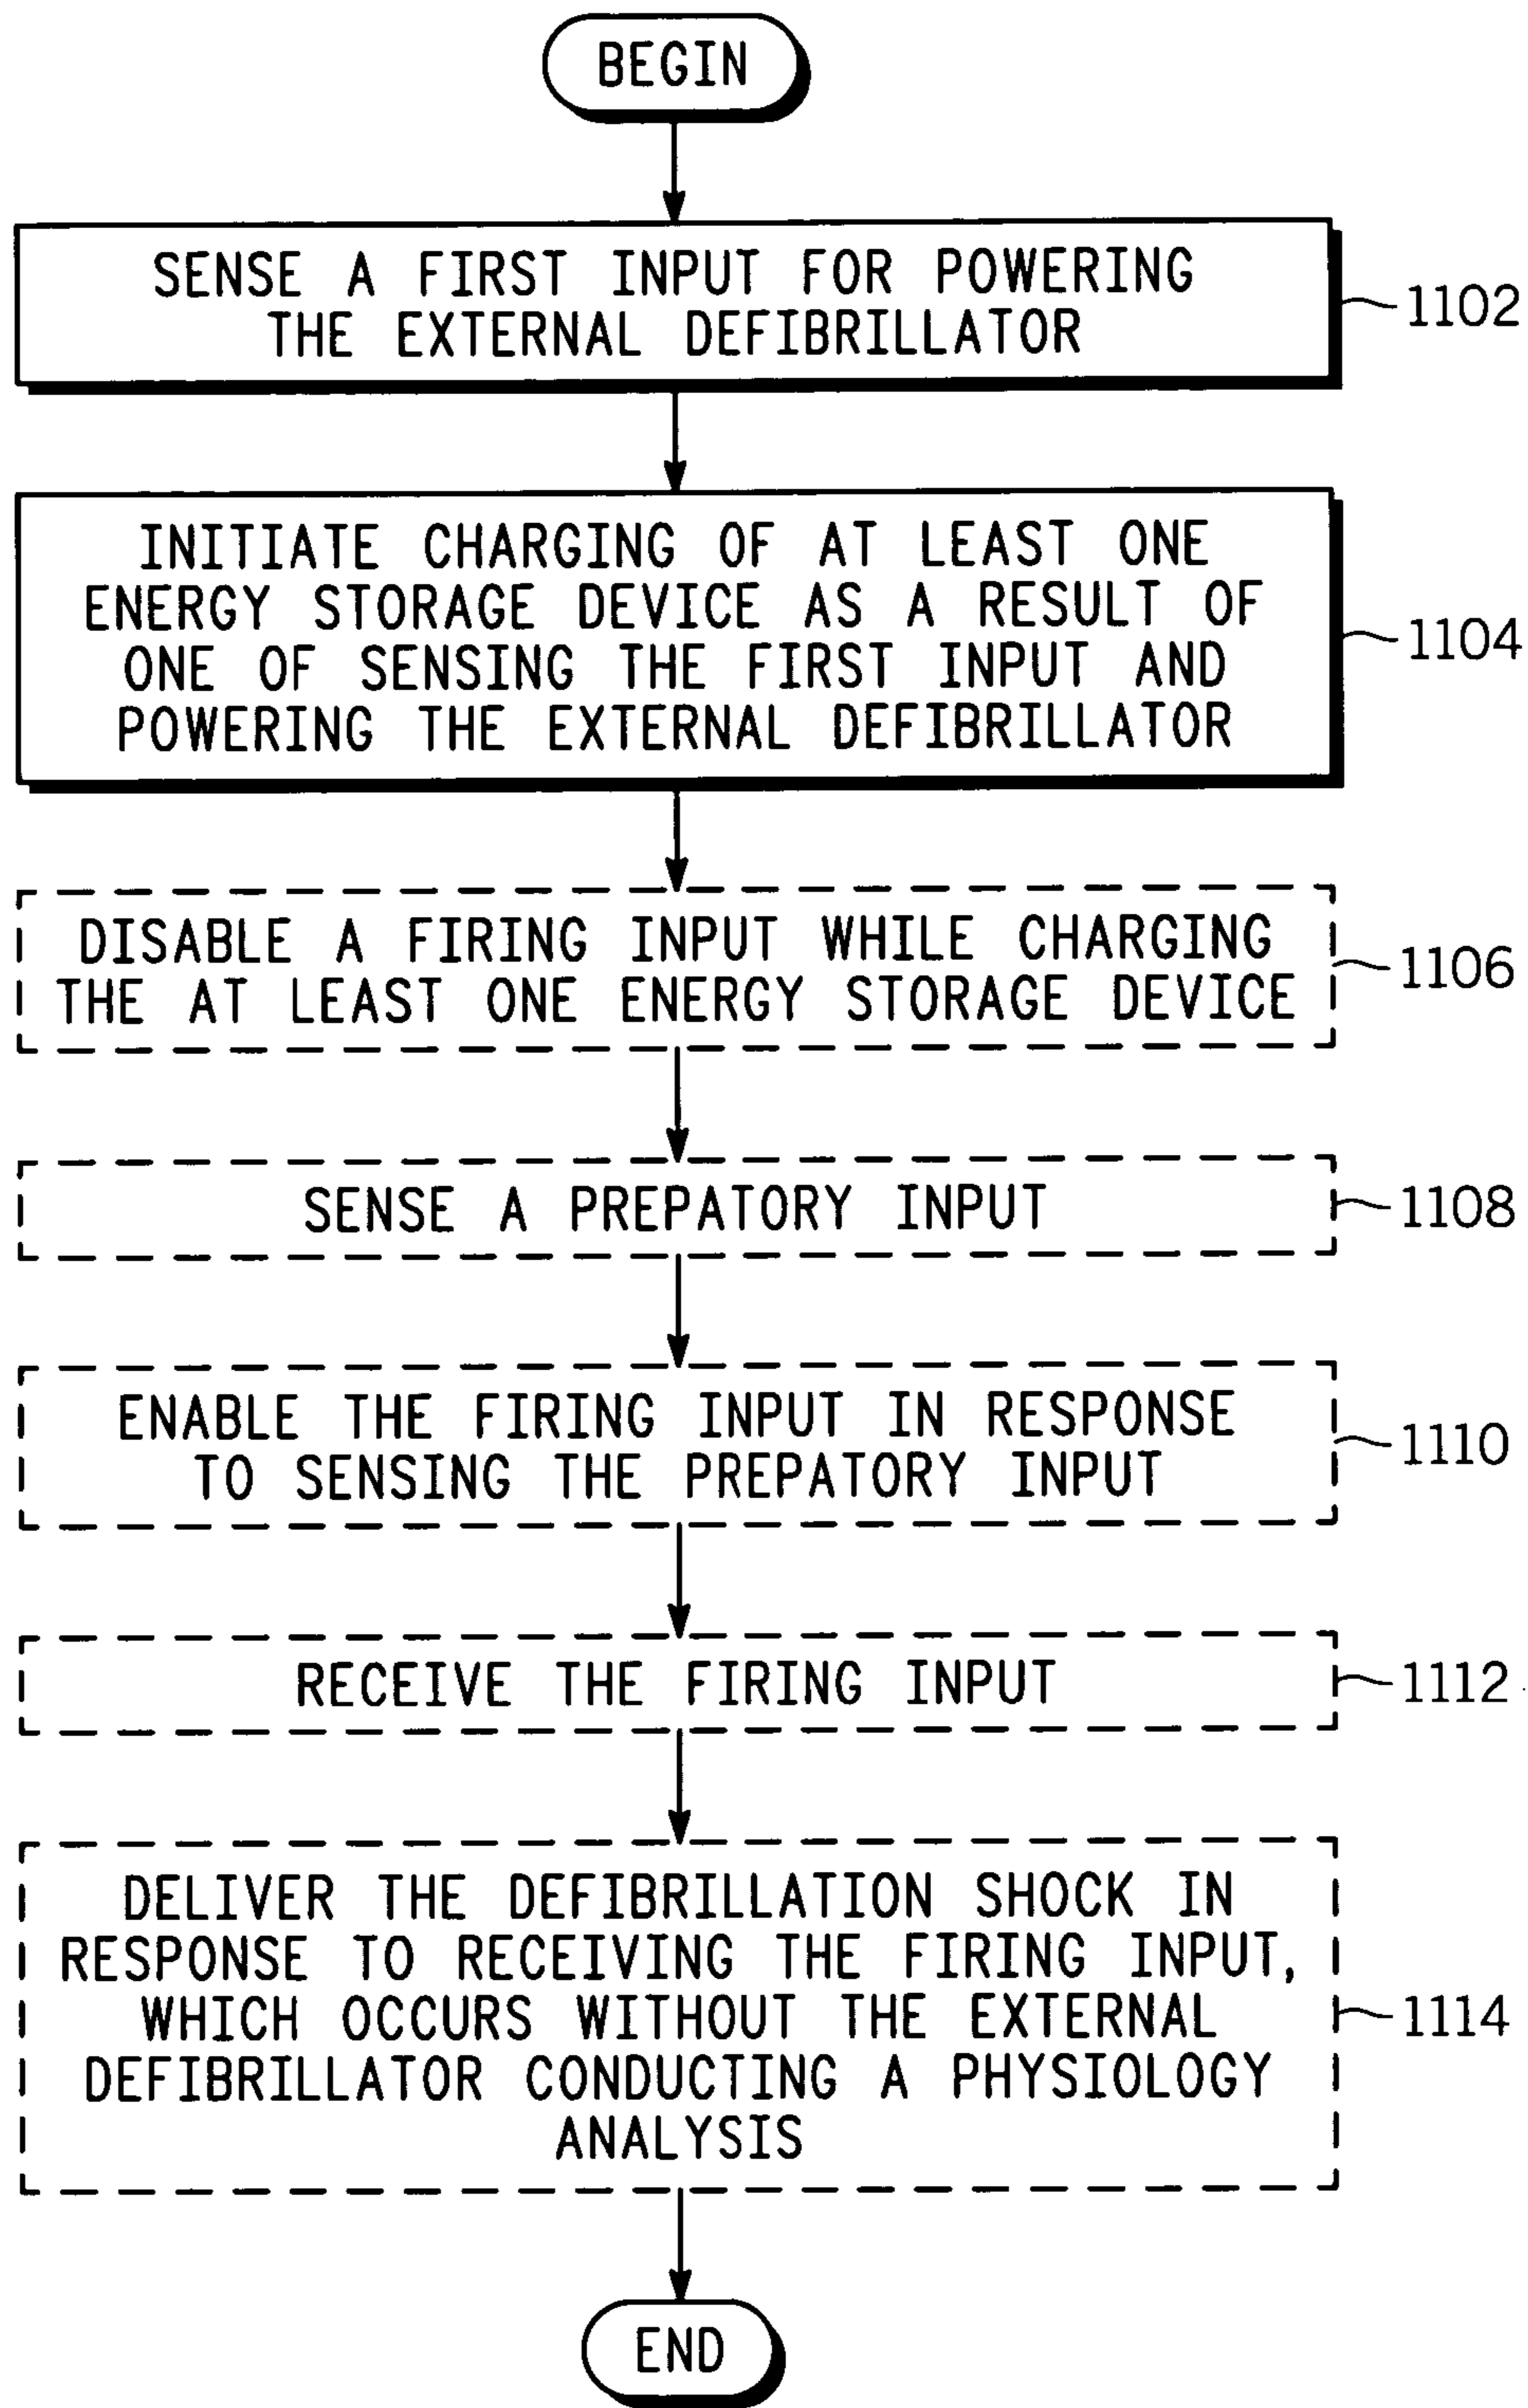 BEGIN
SENSE A FIRST INPUT FOR POWERING
THE EXTERNAL DEFIBRILLATOR
1102
INITIATE CHARGING OF AT LEAST ONE
ENERGY STORAGE DEVICE AS A RESULT OF
ONE OF SENSING THE FIRST INPUT AND
POWERING THE EXTERNAL DEFIBRILLATOR
1104
DISABLE A FIRING INPUT WHILE CHARGING
THE AT LEAST ONE ENERGY STORAGE DEVICE
1106
SENSE A PREPATORY INPUT
1108
ENABLE THE FIRING INPUT IN RESPONSE
TO SENSING THE PREPATORY INPUT
1110
RECEIVE THE FIRING INPUT
1112
DELIVER THE DEFIBRILLATION SHOCK IN
RESPONSE TO RECEIVING THE FIRING INPUT,
WHICH OCCURS WITHOUT THE EXTERNAL
DEFIBRILLATOR CONDUCTING A PHYSIOLOGY
ANALYSIS
1114
END